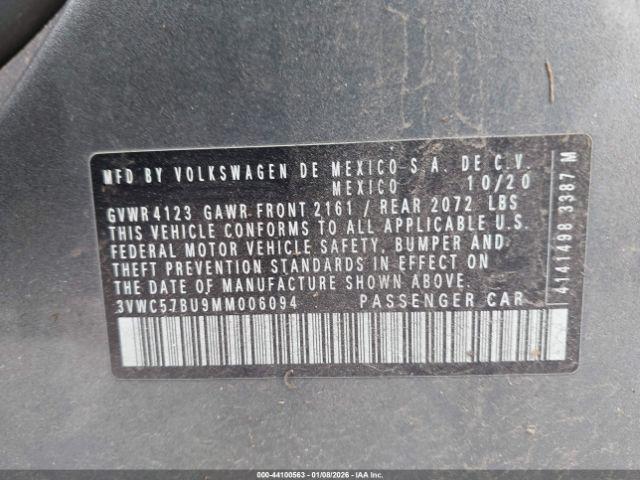 MFD BY VOLKSWAGEN DE MEXICO S.A. DE C.V.
MEXICO 10/20
GVWR 4123 GAWR FRONT 2161 / REAR 2072 LBS
THIS VEHICLE CONFORMS TO ALL APPLICABLE U.S.
FEDERAL MOTOR VEHICLE SAFETY, BUMPER AND
THEFT PREVENTION STANDARDS IN EFFECT ON
THE DATE OF MANUFACTURE SHOWN ABOVE.
3VWC57BU9MM006094 PASSENGER CAR
4141498 3387 M
000-44100563 - 01/08/2026 - COPART